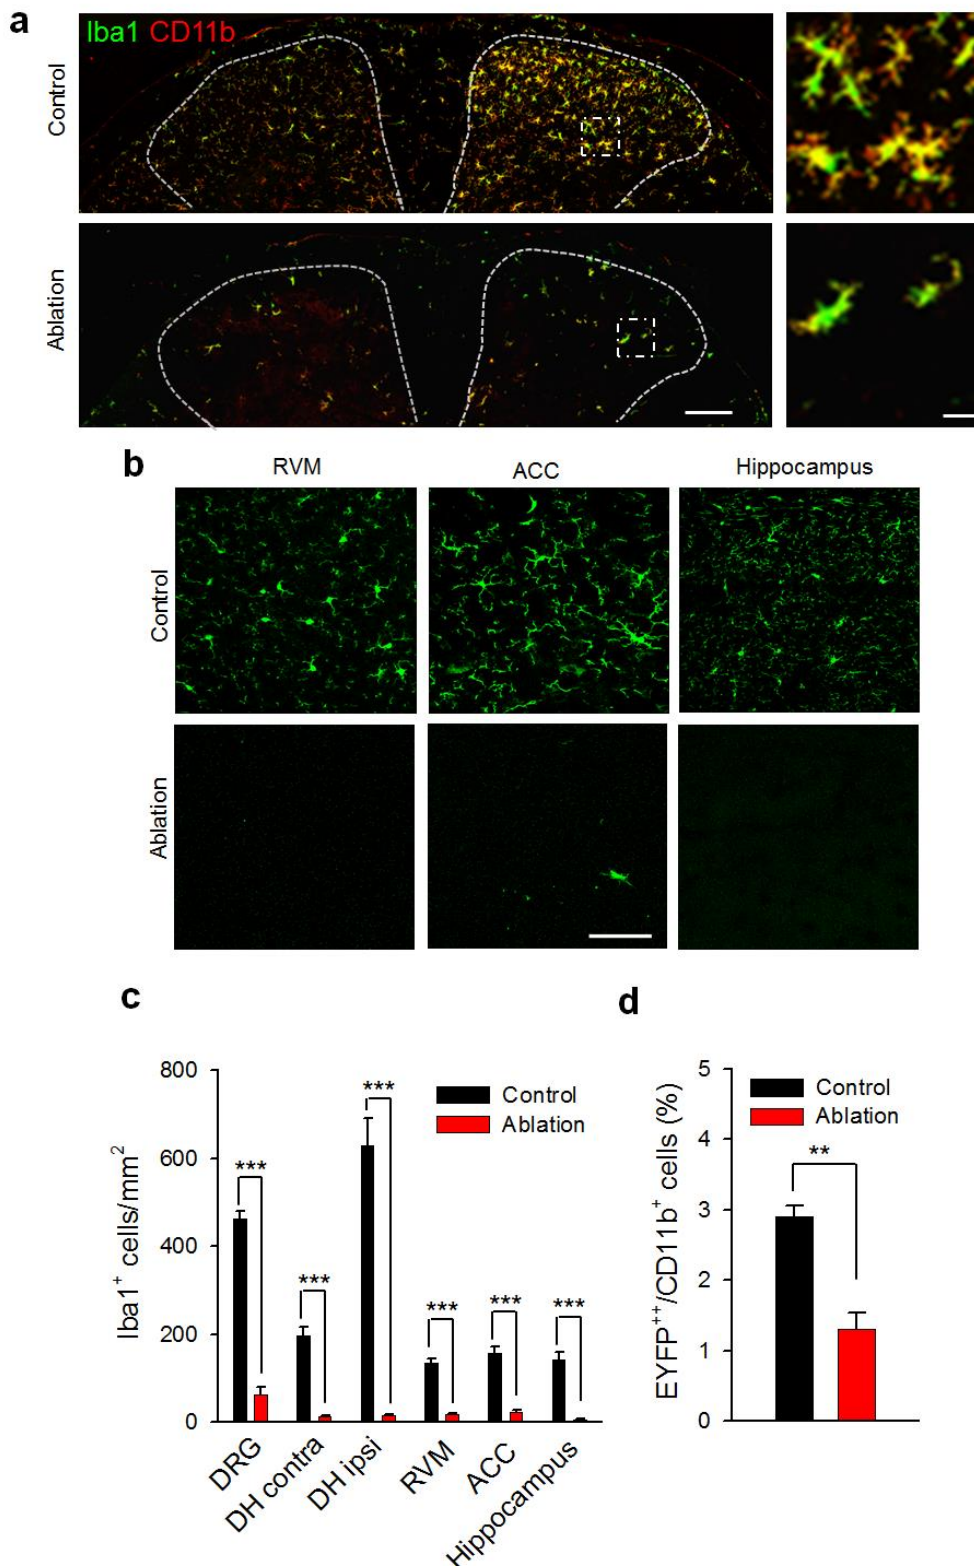 a
Iba1 CD11b
Control
Ablation
b
RVM ACC Hippocampus
Control
Ablation
c
800
600
400
200
0
Iba1+ cells/mm2
***
***
***
***
***
***
Control
Ablation
DRG
DH contra
DH ipsi
RVM
ACC
Hippocampus
d
5
4
3
2
1
0
EYFP++/CD11b+ cells (%)
Control
Ablation
**